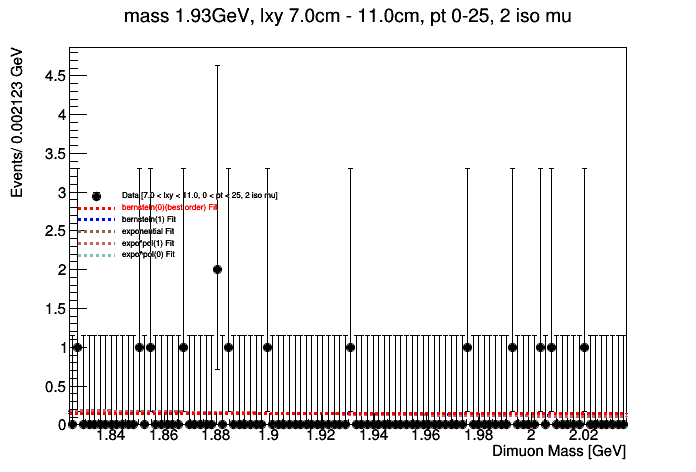 mass 1.93GeV, lxy 7.0cm - 11.0cm, pt 0-25, 2 iso mu
Events/ 0.002123 GeV
4.5
4
3.5
3
2.5
2
1.5
1
0.5
0
Data [7.0 < lxy < 11.0, 0 < pt < 25, 2 iso mu]
bernstein(0)(best order) Fit
bernstein(1) Fit
exponential Fit
expo*pol(1) Fit
expo*pol(0) Fit
1.84 1.86 1.88 1.9 1.92 1.94 1.96 1.98 2 2.02
Dimuon Mass [GeV]